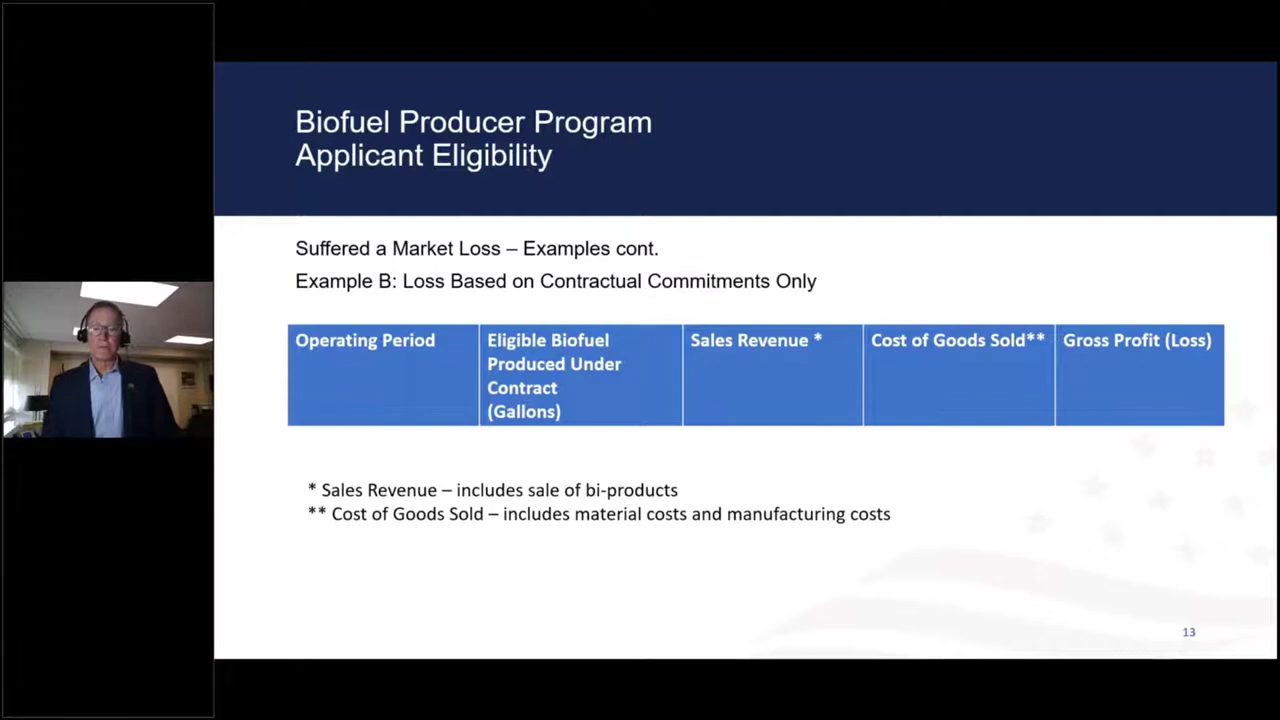 Biofuel Producer Program
Applicant Eligibility
Suffered a Market Loss – Examples cont.
Example B: Loss Based on Contractual Commitments Only
Operating Period
Eligible Biofuel
Produced Under
Contract
(Gallons)
Sales Revenue *
Cost of Goods Sold**
Gross Profit (Loss)
* Sales Revenue – includes sale of bi-products
** Cost of Goods Sold – includes material costs and manufacturing costs
13